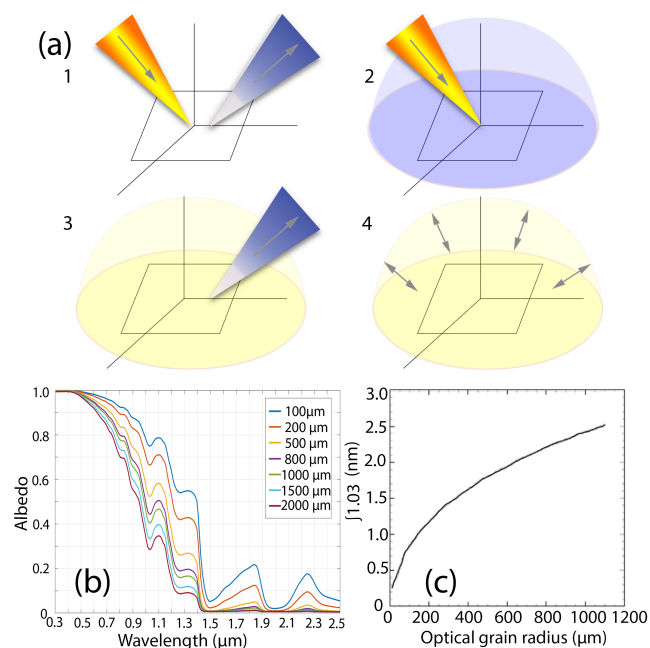 (a)
1
2
3
4
1.0
0.8
0.6
0.4
0.2
0
Albedo
100μm
200 μm
500 μm
800 μm
1000 μm
1500 μm
2000μm
(b)
0.3 0.5 0.7 0.9 1.1 1.3 1.5 1.7 1.9 2.1 2.3 2.5
Wavelength (μm)
3.0
2.5
2.0
1.5
1.0
0.0
∫1.03 (nm)
(c)
0 200 400 600 800 1000 1200
Optical grain radius (μm)